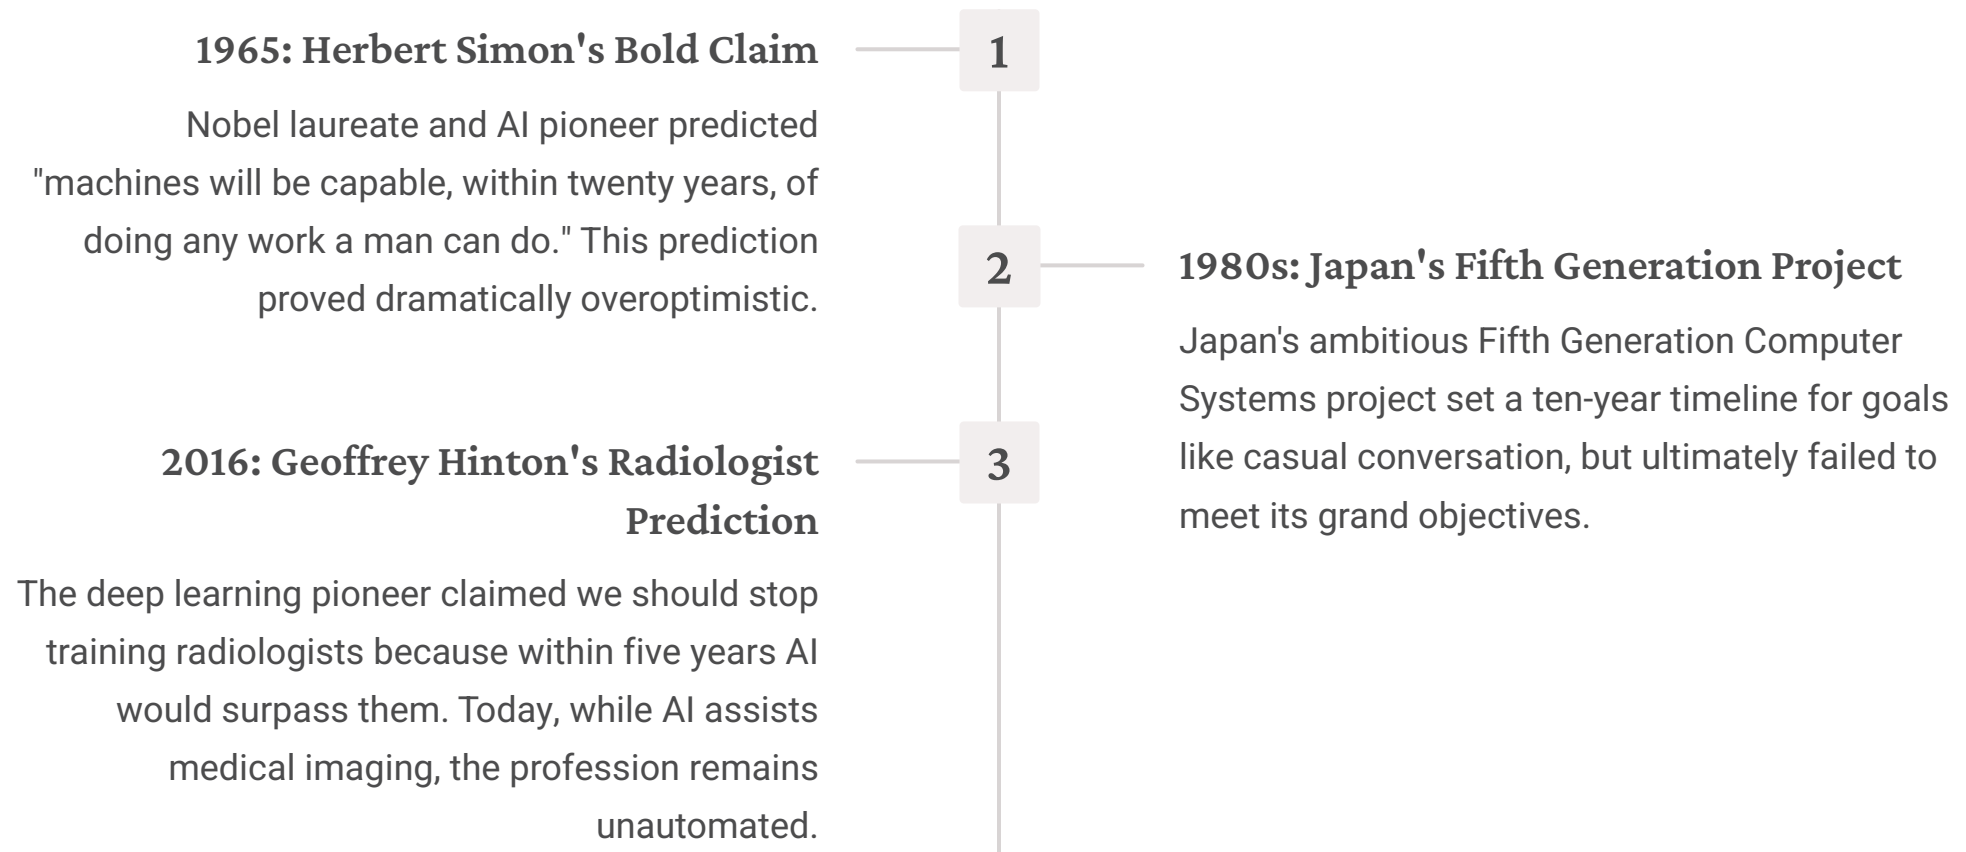 1965: Herbert Simon's Bold Claim
Nobel laureate and AI pioneer predicted
"machines will be capable, within twenty years, of
doing any work a man can do." This prediction
proved dramatically overoptimistic.
1
2
1980s: Japan's Fifth Generation Project
Japan's ambitious Fifth Generation Computer
Systems project set a ten-year timeline for goals
like casual conversation, but ultimately failed to
meet its grand objectives.
2016: Geoffrey Hinton's Radiologist
Prediction
3
The deep learning pioneer claimed we should stop
training radiologists because within five years AI
would surpass them. Today, while AI assists
medical imaging, the profession remains
unautomated.